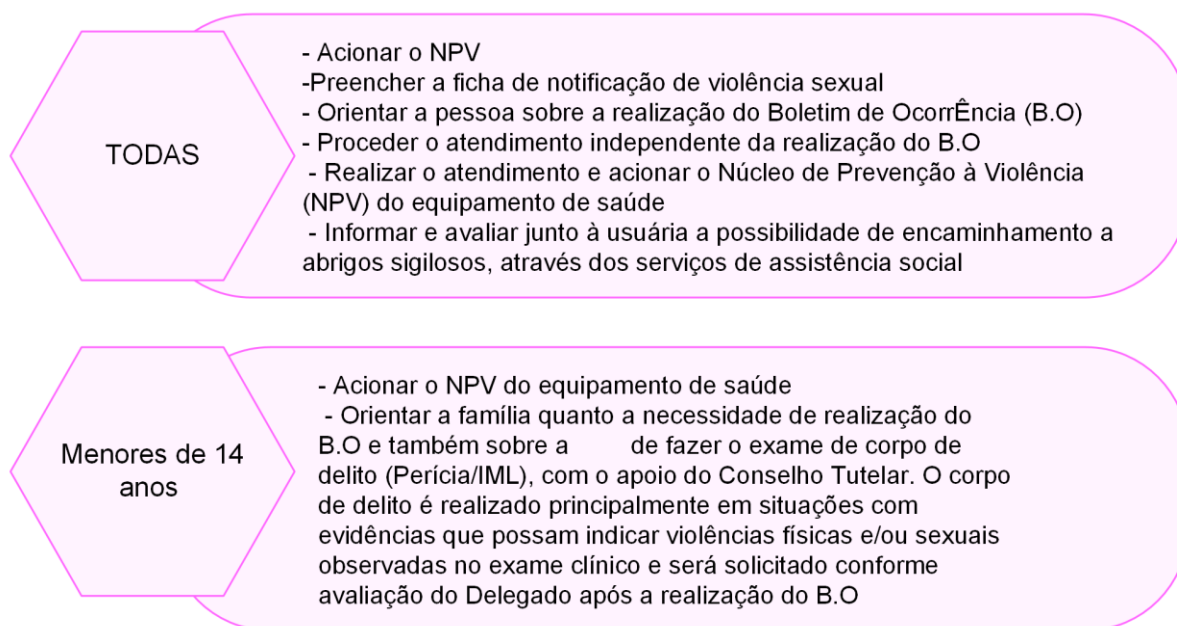 TODAS
- Acionar o NPV
-Preencher a ficha de notificação de violência sexual
- Orientar a pessoa sobre a realização do Boletim de OcorrÊncia (B.O)
- Proceder o atendimento independente da realização do B.O
- Realizar o atendimento e acionar o Núcleo de Prevenção à Violência
(NPV) do equipamento de saúde
- Informar e avaliar junto à usuária a possibilidade de encaminhamento a
abrigos sigilosos, através dos serviços de assistência social
Menores de 14
anos
- Acionar o NPV do equipamento de saúde
- Orientar a família quanto a necessidade de realização do
B.O e também sobre a de fazer o exame de corpo de
delito (Perícia/IML), com o apoio do Conselho Tutelar. O corpo
de delito é realizado principalmente em situações com
evidências que possam indicar violências físicas e/ou sexuais
observadas no exame clínico e será solicitado conforme
avaliação do Delegado após a realização do B.O